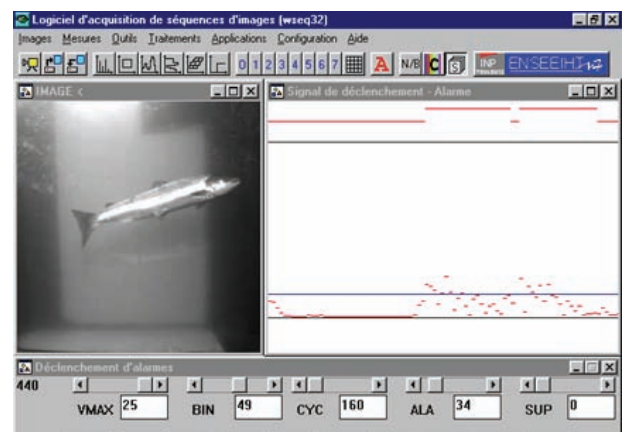 Logiciel d'acquisition de séquences d'images (wseq32)
Images Mesures Outils Iraitements Applications Configuration Aide
0 1 2 3 4 5 6 7 A N/B C S INP ENSEEIHT
IMAGE < Signal de déclenchement - Alarme
Déclenchement d'alarmes
440
VMAX 25 BIN 49 CYC 160 ALA 34 SUP 0